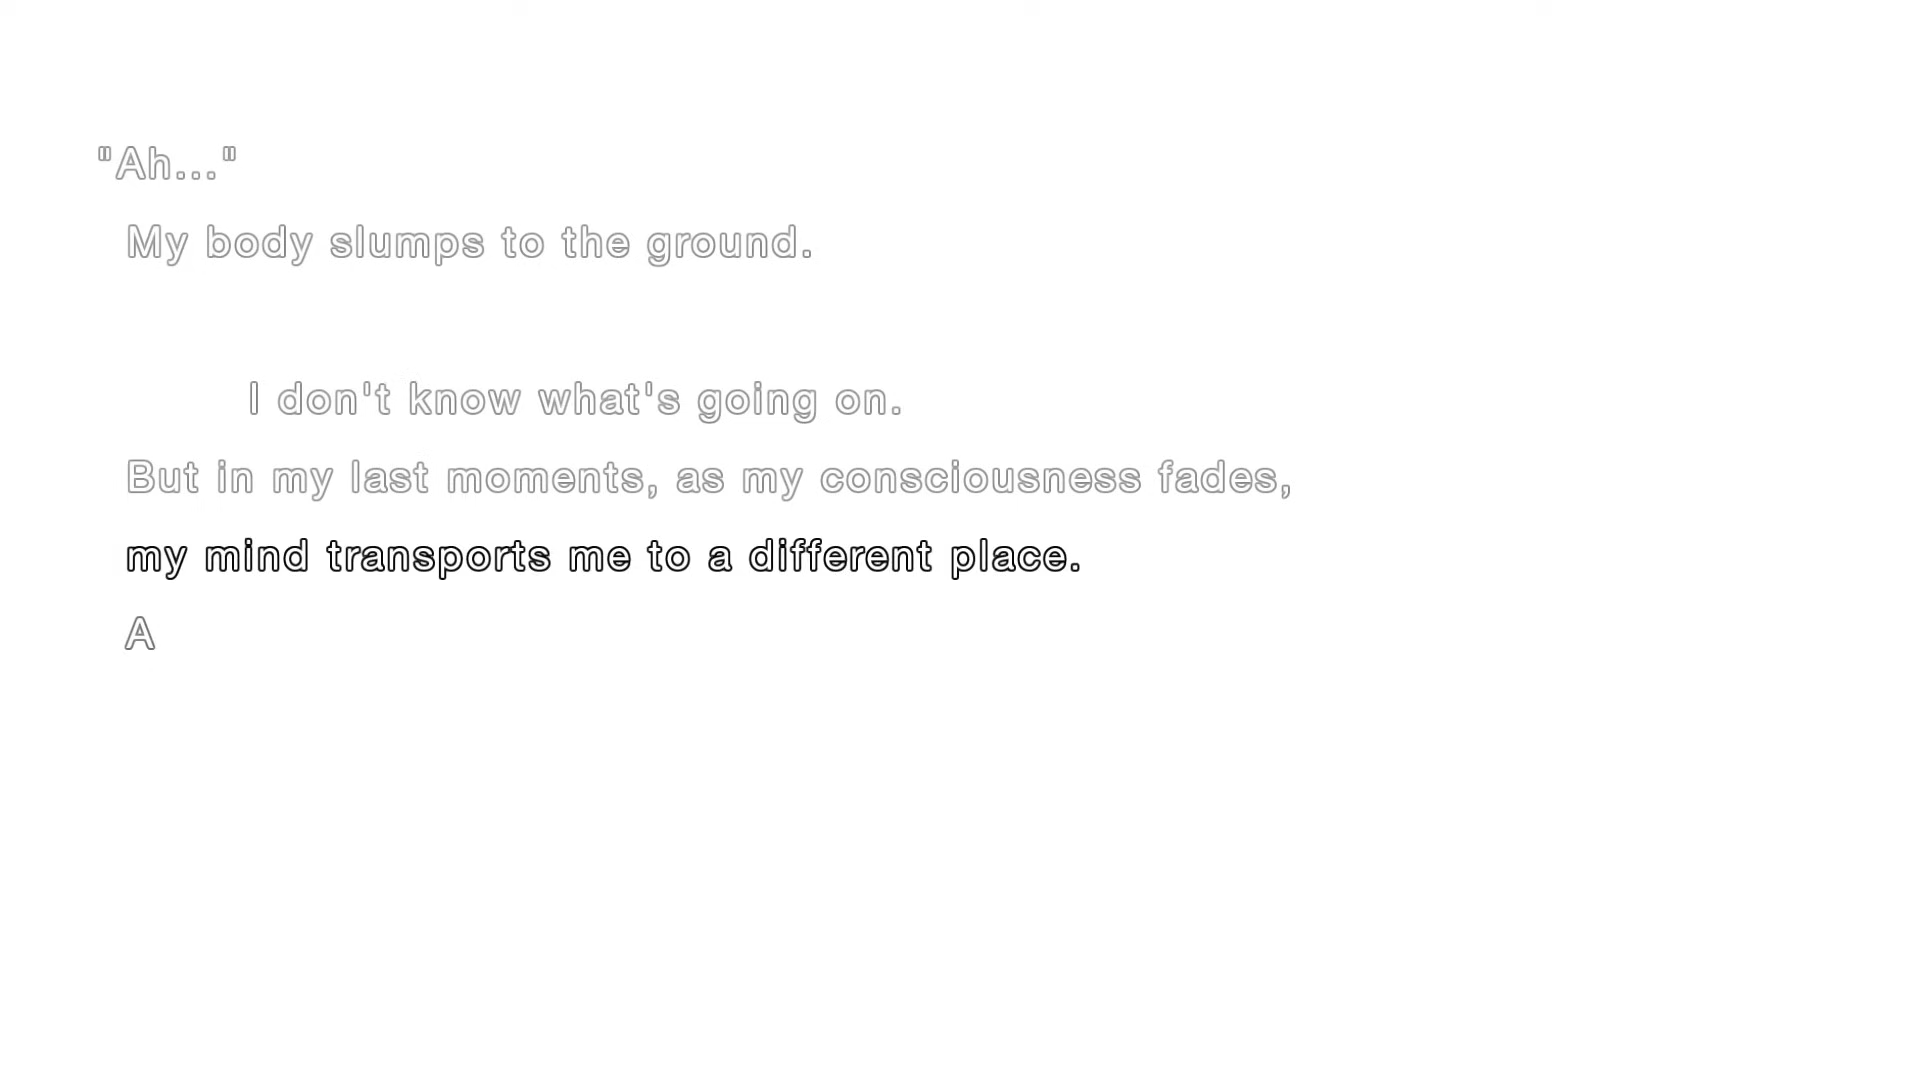 "Ah..."
My body slumps to the ground.
I don't know what's going on.
But in my last moments, as my consciousness fades,
my mind transports me to a different place.
A